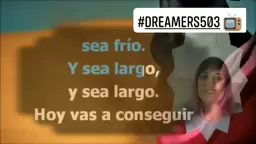 #DREAMERS503
sea frío.
Y sea largo,
y sea largo.
Hoy vas a conseguir